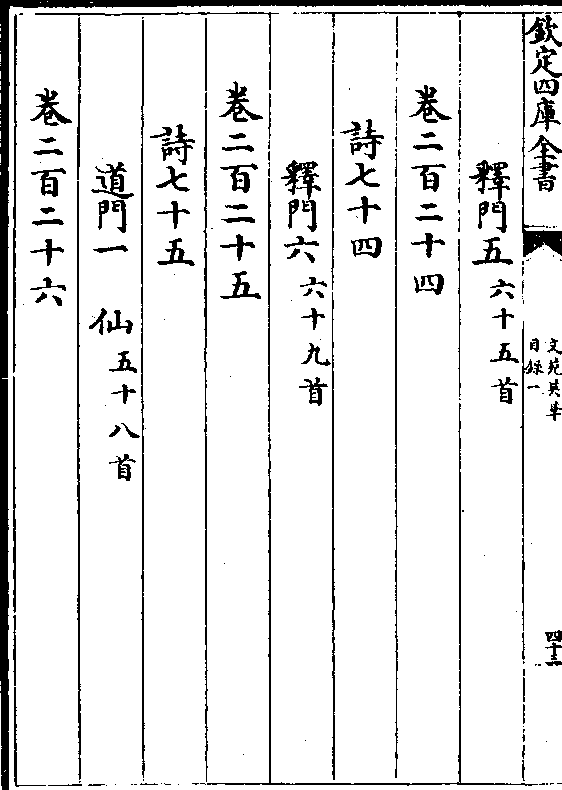 欽定四庫全書
文苑英華
目録一
四十三
釋門五六十五首
卷二百二十四
詩七十四
釋門六六十九首
卷二百二十五
詩七十五
道門一 仙五十八首
卷二百二十六